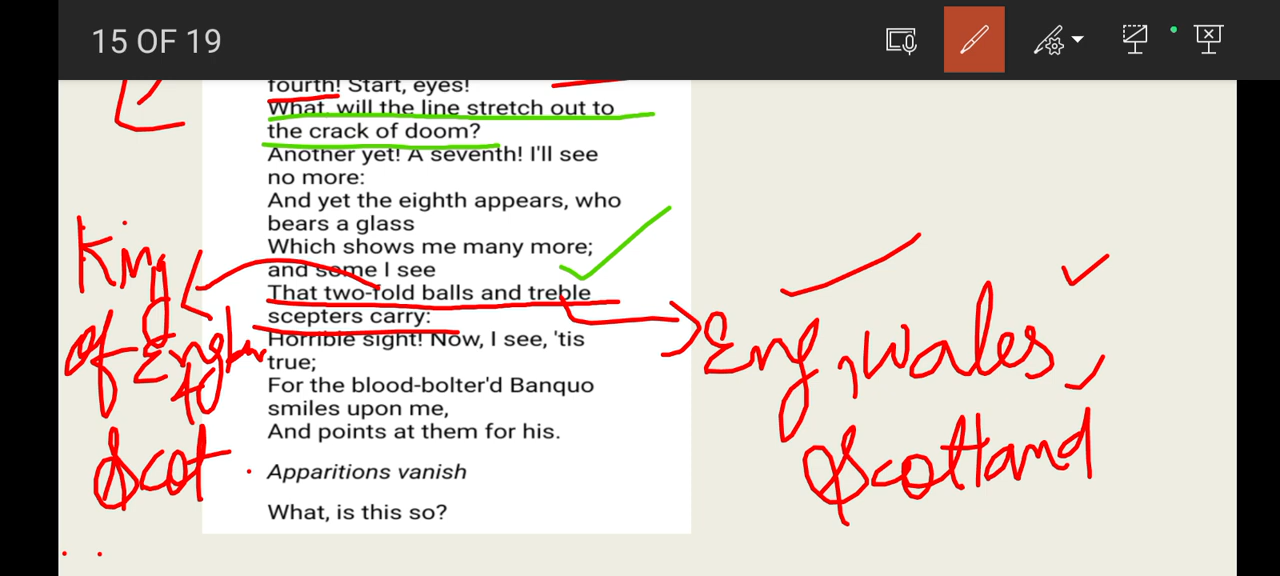 15 OF 19
fourth! Start, eyes!
What, will the line stretch out to
the crack of doom?
Another yet! A seventh! I'll see
no more:
And yet the eighth appears, who
bears a glass
Which shows me many more;
and some I see
That two-fold balls and treble
scepters carry:
Horrible sight! Now, I see, 'tis
true;
For the blood-bolter'd Banquo
smiles upon me,
And points at them for his.
Apparitions vanish
What, is this so?
King
of
to
Scot
Eng, Wales,
Scotland